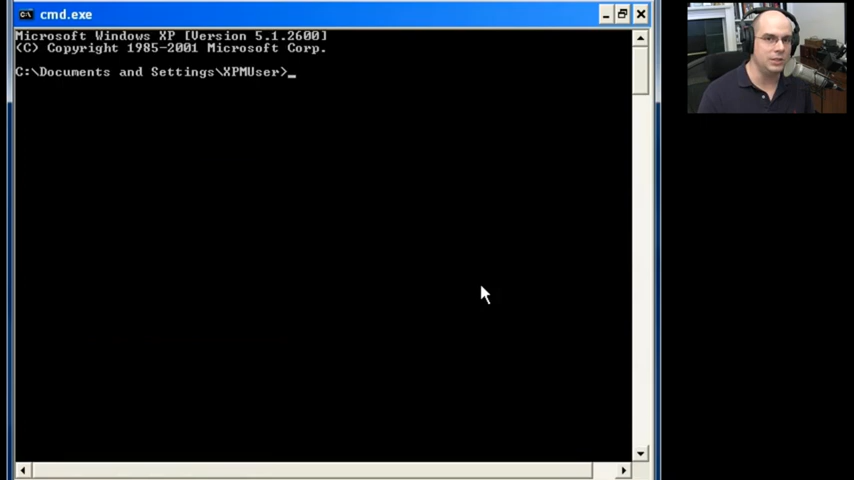 cmd.exe
Microsoft Windows XP [Version 5.1.2600]
(C) Copyright 1985-2001 Microsoft Corp.
C:\Documents and Settings\XPMUser>_